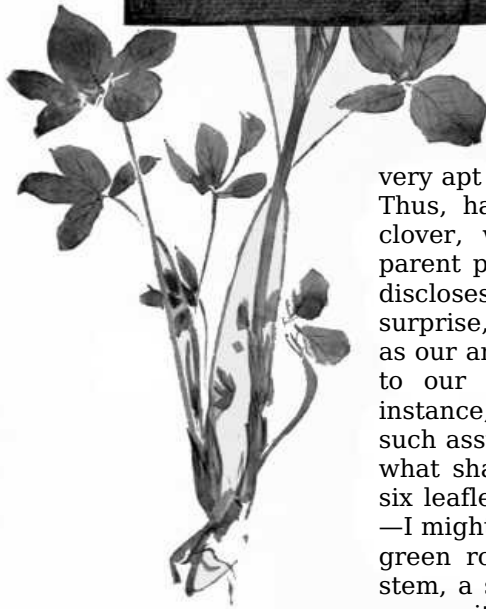 very apt
Thus, ha
clover, w
parent p
discloses
surprise,
as our ar
to our
instance,
such ass
what sha
six leafle
—I might
green ro
stem, a s